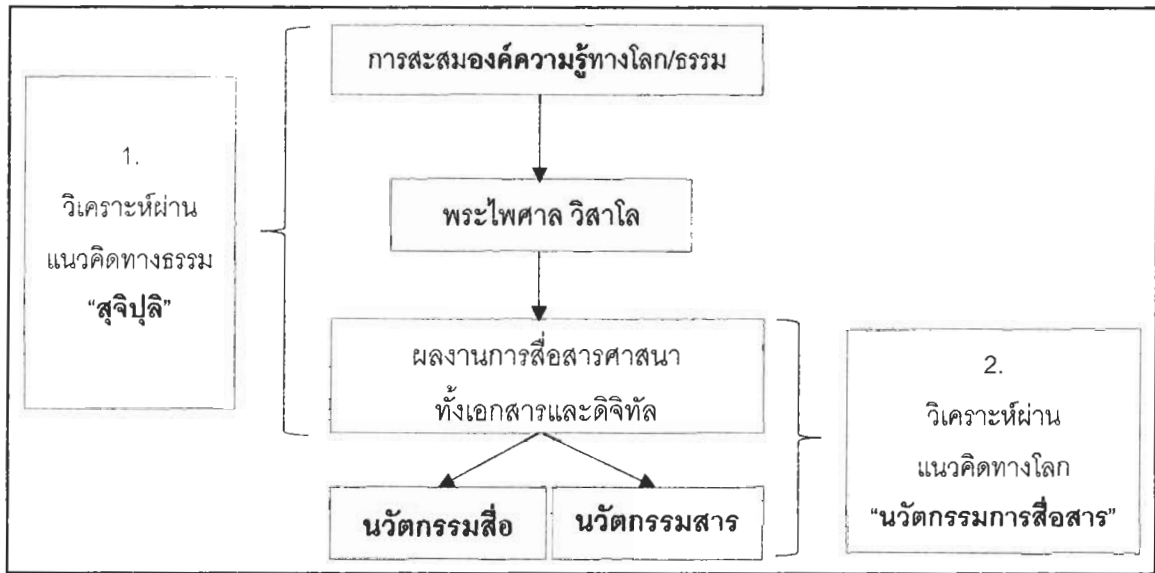 การสะสมองค์ความรู้ทางโลก/ธรรม
1.
วิเคราะห์ผ่าน
แนวคิดทางธรรม
“สุจิปุลิ”
พระไพศาล วิสาโล
ผลงานการสื่อสารศาสนา
ทั้งเอกสารและดิจิทัล
นวัตกรรมสื่อ
นวัตกรรมสาร
2.
วิเคราะห์ผ่าน
แนวคิดทางโลก
“นวัตกรรมการสื่อสาร”